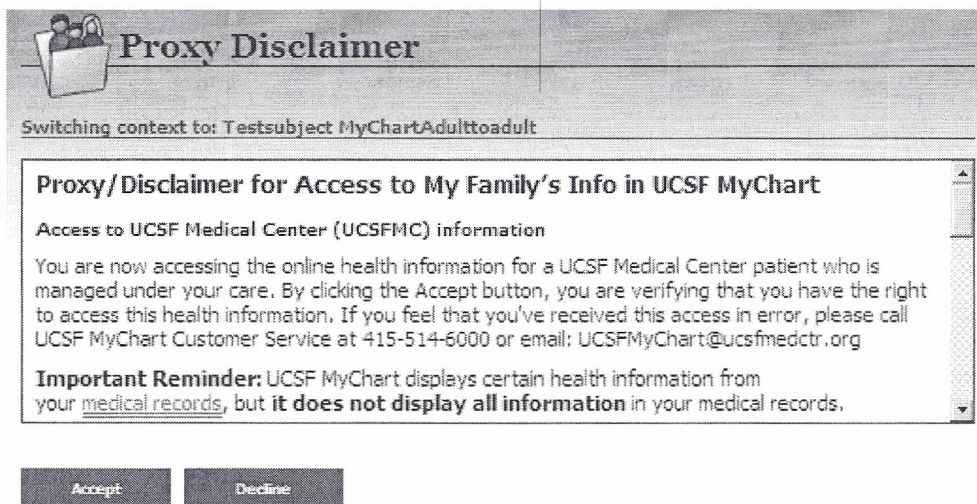 Proxy Disclaimer
Switching context to: Testsubject MyChartAdulttoadult
Proxy/Disclaimer for Access to My Family's Info in UCSF MyChart
Access to UCSF Medical Center (UCSFMC) information
You are now accessing the online health information for a UCSF Medical Center patient who is
managed under your care. By clicking the Accept button, you are verifying that you have the right
to access this health information. If you feel that you've received this access in error, please call
UCSF MyChart Customer Service at 415-514-6000 or email: UCSFMyChart@ucsfmedctr.org
Important Reminder: UCSF MyChart displays certain health information from
your medical records, but it does not display all information in your medical records.
Accept Decline